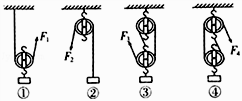 F₁
F₂
F₃
F₄
① ② ③ ④